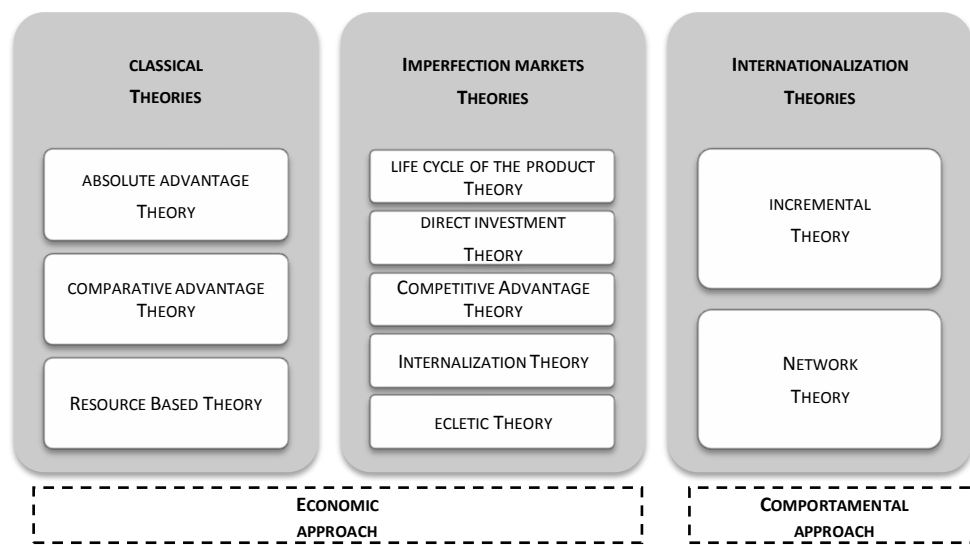 CLASSICAL
THEORIES
ABSOLUTE ADVANTAGE
THEORY
COMPARATIVE ADVANTAGE
THEORY
RESOURCE BASED THEORY
IMPERFECTION MARKETS
THEORIES
LIFE CYCLE OF THE PRODUCT
THEORY
DIRECT INVESTMENT
THEORY
COMPETITIVE ADVANTAGE
THEORY
INTERNALIZATION THEORY
ECLETIC THEORY
INTERNATIONALIZATION
THEORIES
INCREMENTAL
THEORY
NETWORK
THEORY
ECONOMIC
APPROACH
COMPORTAMENTAL
APPROACH